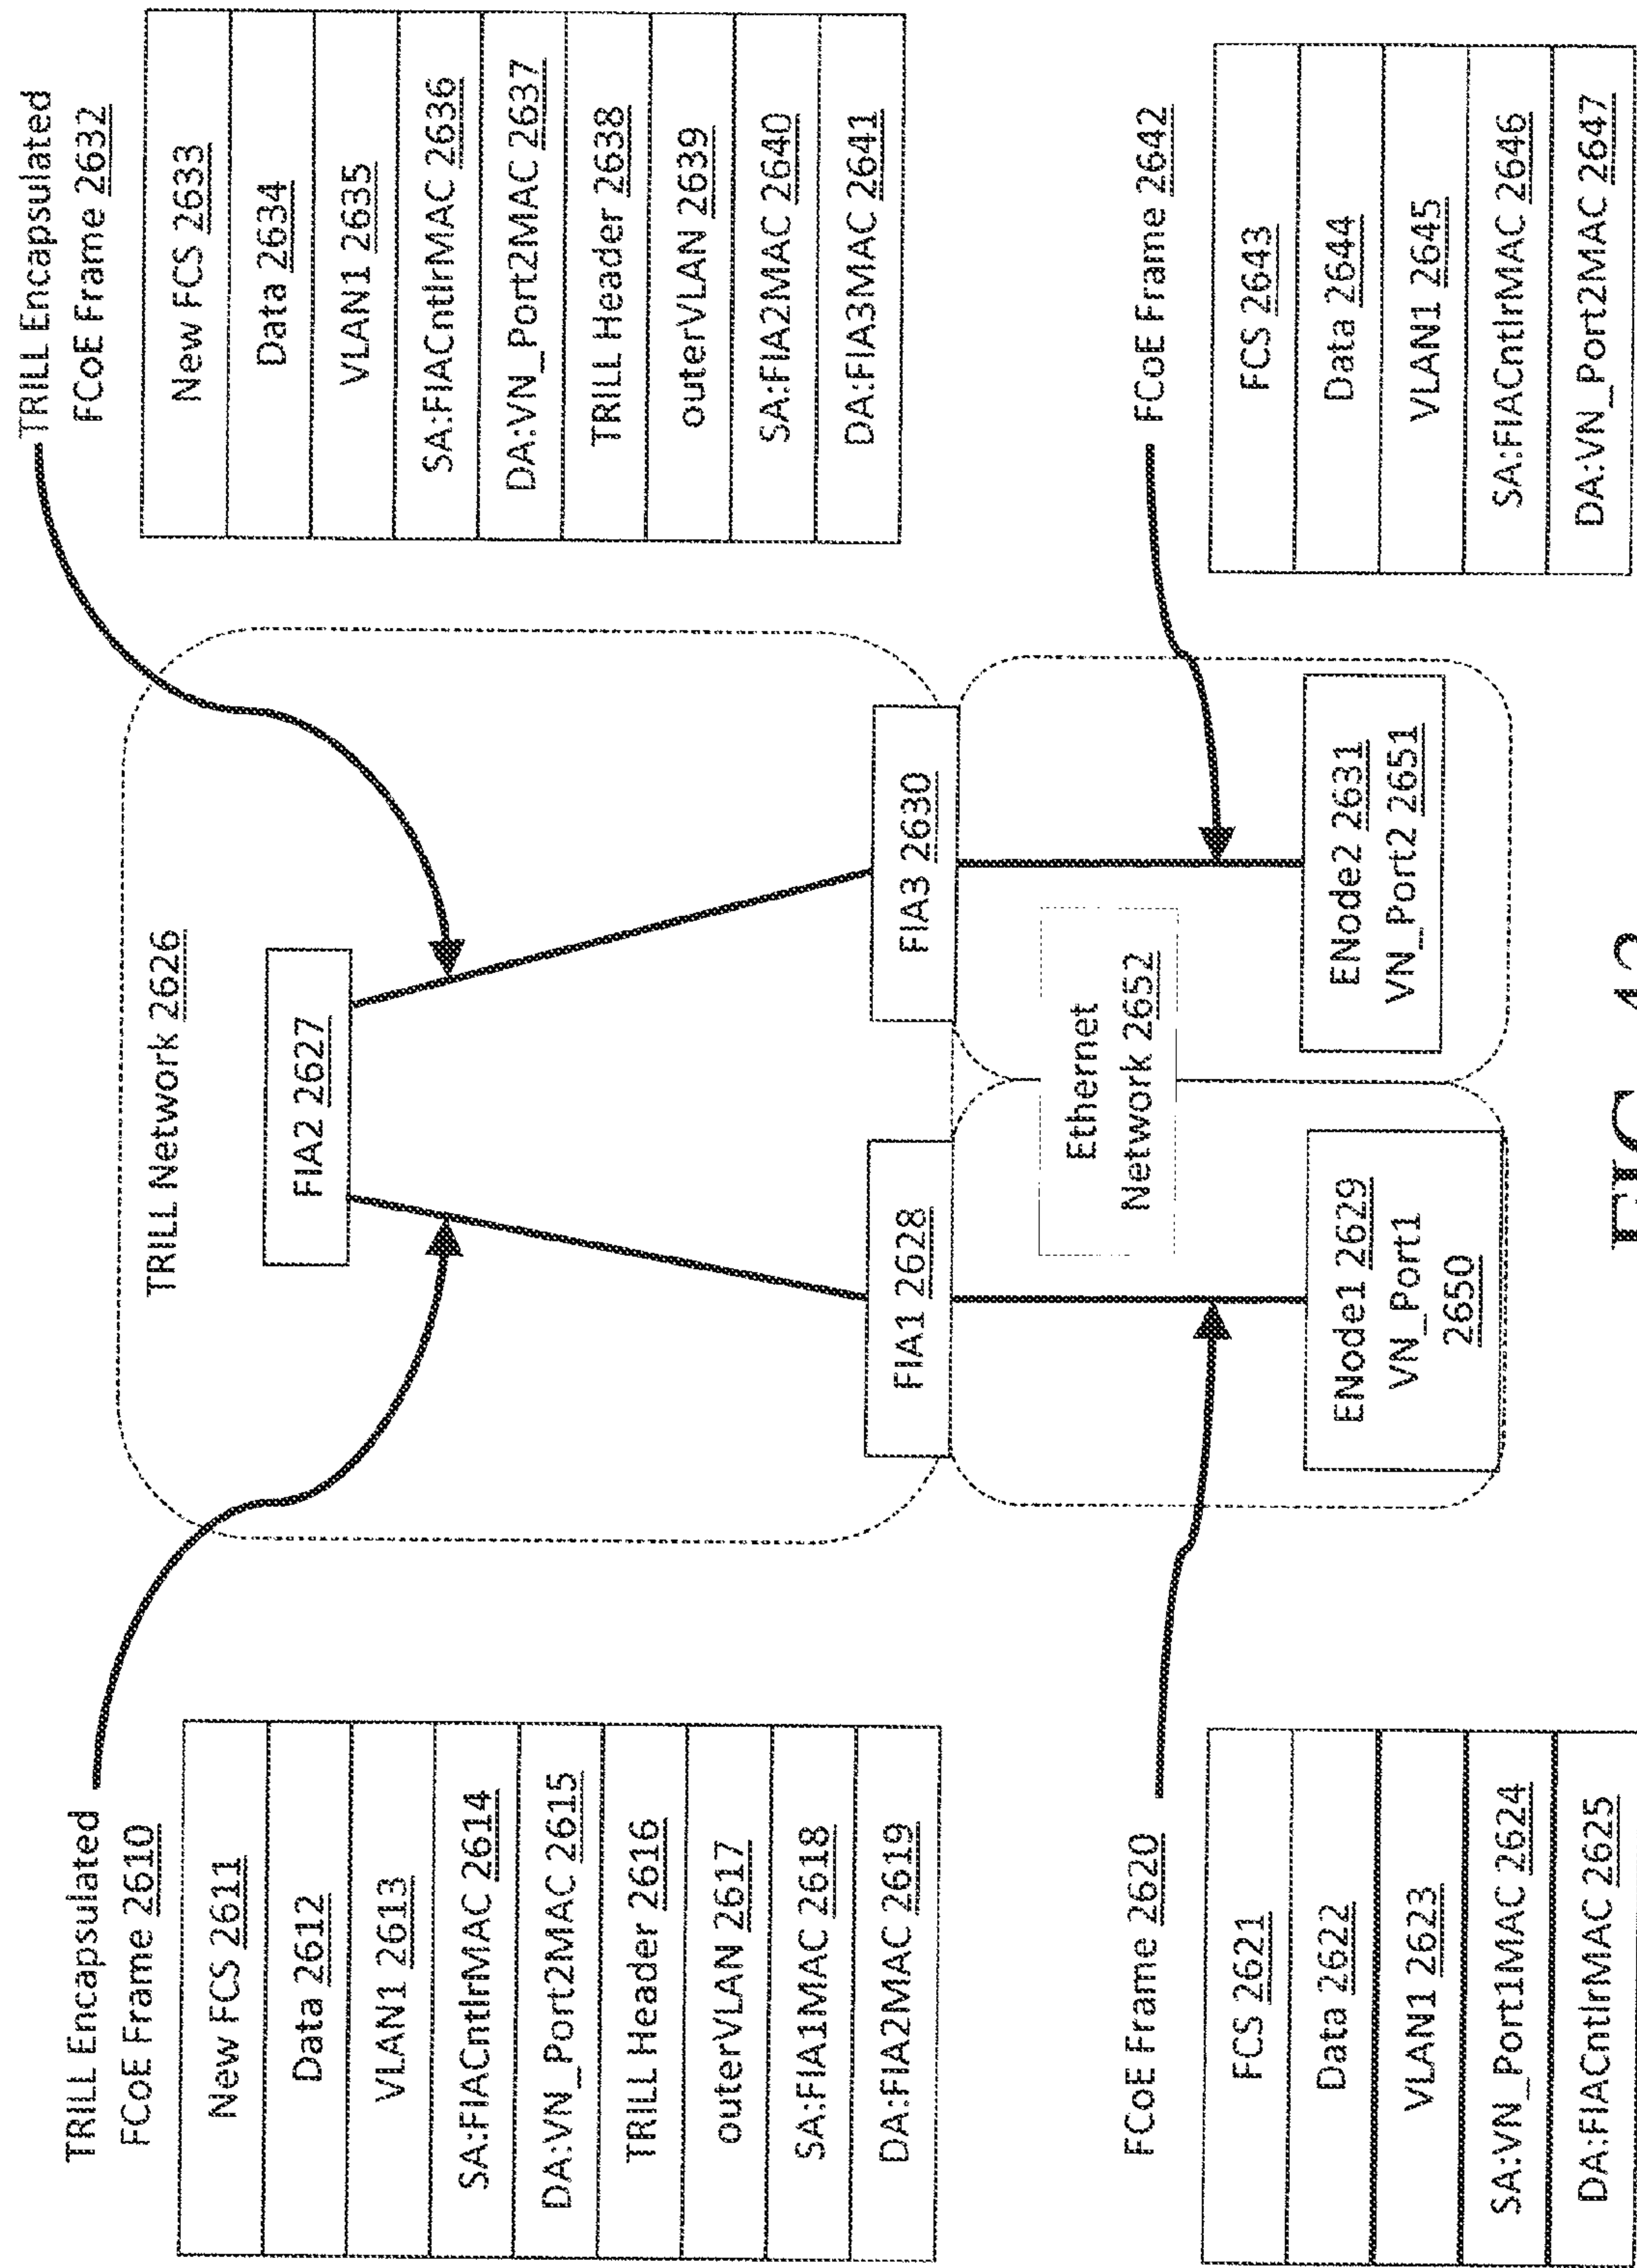 TRILL Encapsulated
FCoE Frame 2610
New FCS 2611
Data 2612
VLAN1 2613
SA:FIACntlrMAC 2614
DA:VN_Port2MAC 2615
TRILL Header 2616
outerVLAN 2617
SA:FIA1MAC 2618
DA:FIA2MAC 2619
FCoE Frame 2620
FCS 2621
Data 2622
VLAN1 2623
SA:VN_Port1MAC 2624
DA:FIACntlrMAC 2625
TRILL Network 2626
FIA2 2627
FIA1 2628
FIA3 2630
Ethernet
Network 2652
ENode1 2629
VN_Port1
2650
ENode2 2631
VN_Port2 2651
TRILL Encapsulated
FCoE Frame 2632
New FCS 2633
Data 2634
VLAN1 2635
SA:FIACntlrMAC 2636
DA:VN_Port2MAC 2637
TRILL Header 2638
outerVLAN 2639
SA:FIA2MAC 2640
DA:FIA3MAC 2641
FCoE Frame 2642
FCS 2643
Data 2644
VLAN1 2645
SA:FIACntlrMAC 2646
DA:VN_Port2MAC 2647